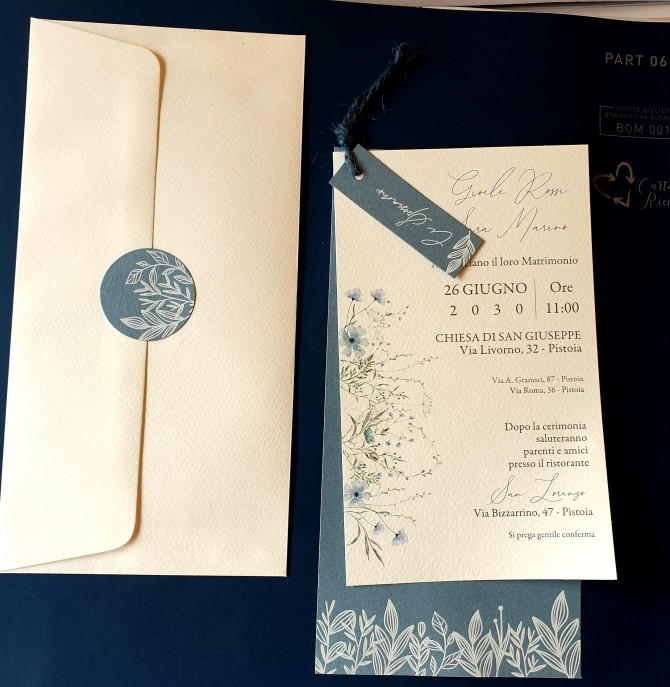 PART 06
BOM 001
Gioele Rossi
Sara Marino
il loro Matrimonio
26 GIUGNO
2 0 3 0
Ore
11:00
CHIESA DI SAN GIUSEPPE
Via Livorno, 32 - Pistoia
Via A. Gramsci, 87 - Pistoia
Via Roma, 36 - Pistoia
Dopo la cerimonia
saluteranno
parenti e amici
presso il ristorante
San Lorenzo
Via Bizzarrino, 47 - Pistoia
Si prega gentile conferma